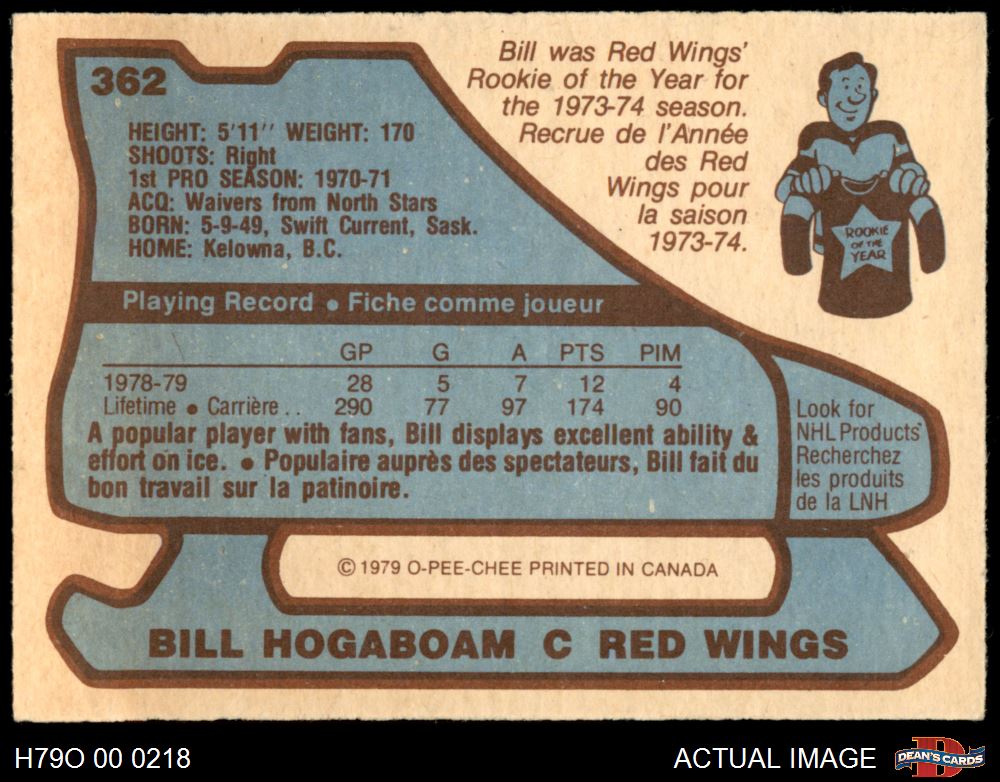 362
HEIGHT: 5'11'' WEIGHT: 170
SHOOTS: Right
1st PRO SEASON: 1970-71
ACQ: Waivers from North Stars
BORN: 5-9-49, Swift Current, Sask.
HOME: Kelowna, B.C.
Bill was Red Wings'
Rookie of the Year for
the 1973-74 season.
Recrue de l'Année
des Red
Wings pour
la saison
1973-74.
ROOKIE
OF THE
YEAR
Playing Record • Fiche comme joueur
GP G A PTS PIM
1978-79 28 5 7 12 4
Lifetime • Carrière .. 290 77 97 174 90
A popular player with fans, Bill displays excellent ability &
effort on ice. • Populaire auprès des spectateurs, Bill fait du
bon travail sur la patinoire.
Look for
NHL Products
Recherchez
les produits
de la LNH
© 1979 O-PEE-CHEE PRINTED IN CANADA
BILL HOGABOAM C RED WINGS
H79O 00 0218
ACTUAL IMAGE
D
DEAN'S CARDS